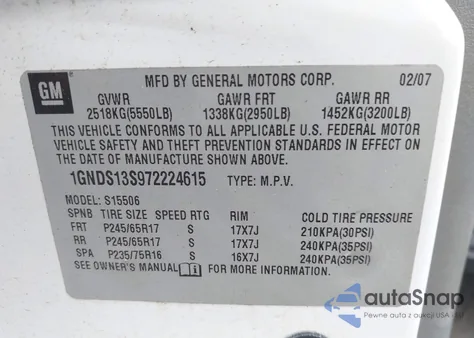 GM
MFD BY GENERAL MOTORS CORP. 02/07
GVWR GAWR FRT GAWR RR
2518KG(5550LB) 1338KG(2950LB) 1452KG(3200LB)
THIS VEHICLE CONFORMS TO ALL APPLICABLE U.S. FEDERAL MOTOR
VEHICLE SAFETY AND THEFT PREVENTION STANDARDS IN EFFECT ON
THE DATE OF MANUFACTURE SHOWN ABOVE.
1GNDS13S972224615 TYPE: M.P.V.
MODEL: S15506
SPNB TIRE SIZE SPEED RTG RIM COLD TIRE PRESSURE
FRT P245/65R17 S 17X7J 210KPA(30PSI)
RR P245/65R17 S 17X7J 240KPA(35PSI)
SPA P235/75R16 S 16X7J 240KPA(35PSI)
SEE OWNER'S MANUAL FOR MORE INFORMATION.
autoSnap
Pewne auta z USA i UE